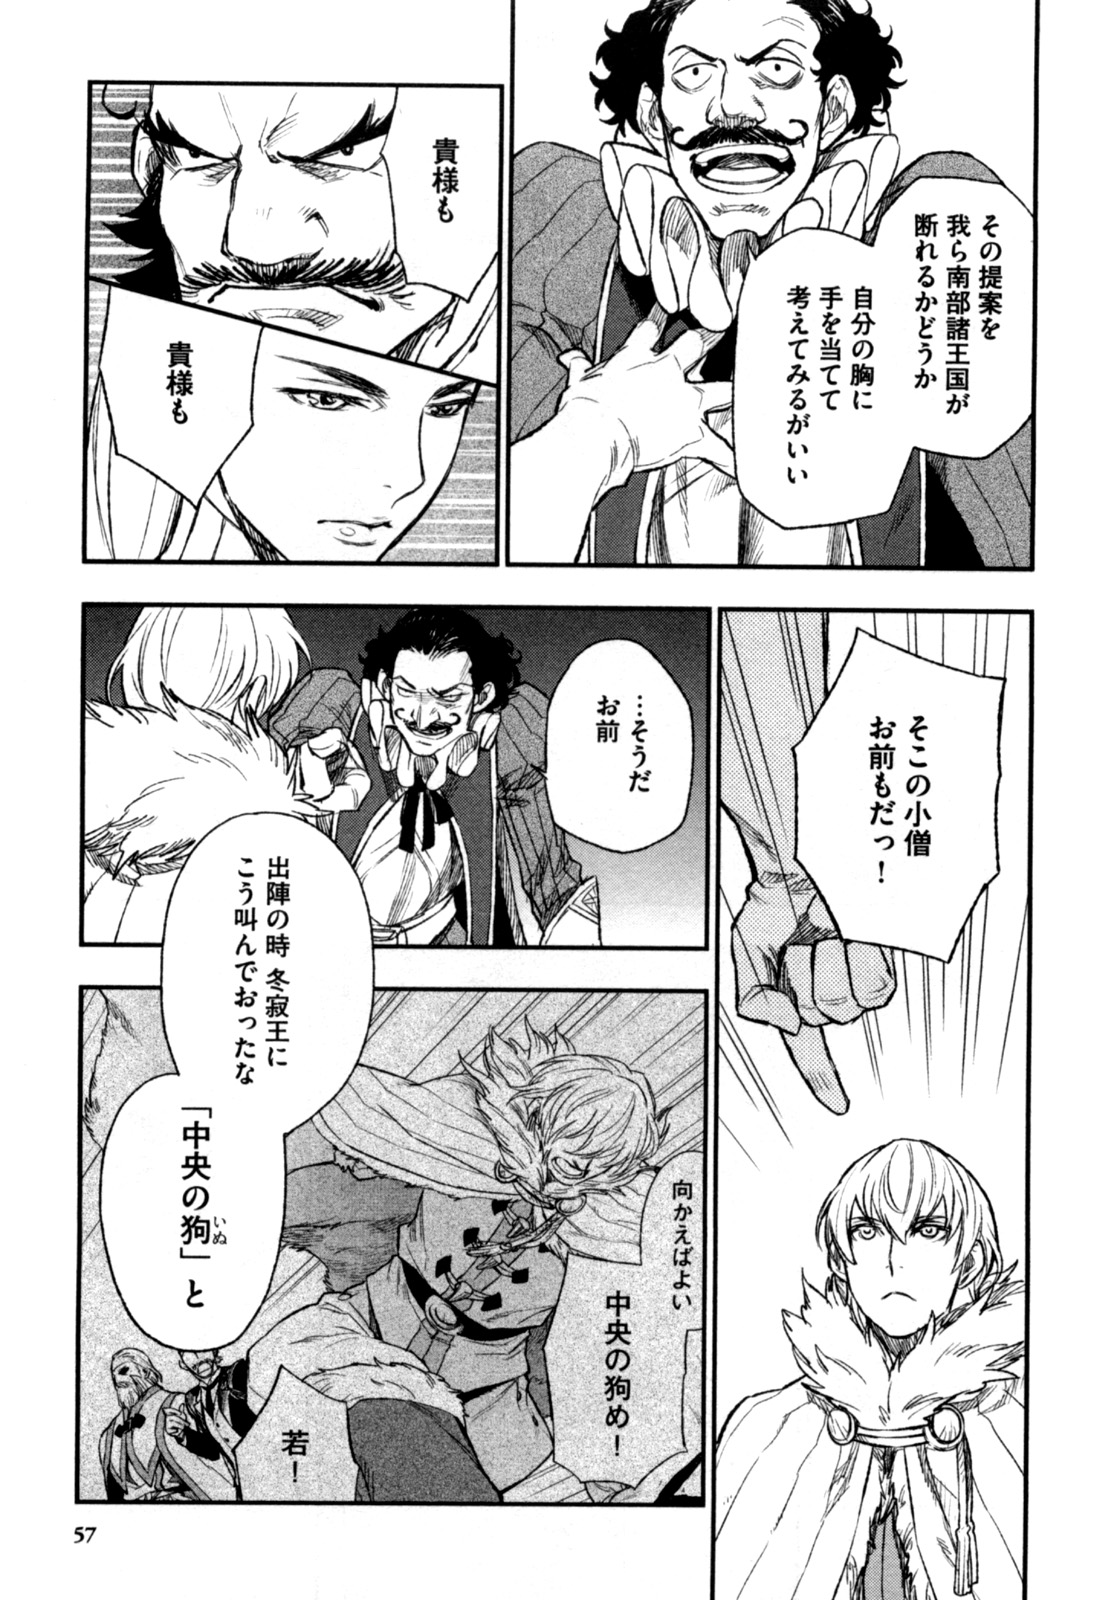 その提案を
我ら南部諸王国が
断れるかどうか
自分の胸に
手を当てて
考えてみるがいい
貴様も
貴様も
そこの小僧
お前もだっ！
…そうだ
お前
出陣の時 冬寂王に
こう叫んでおったな
「中央の狗」と
いぬ
向かえばよい
中央の狗め！
若！
57